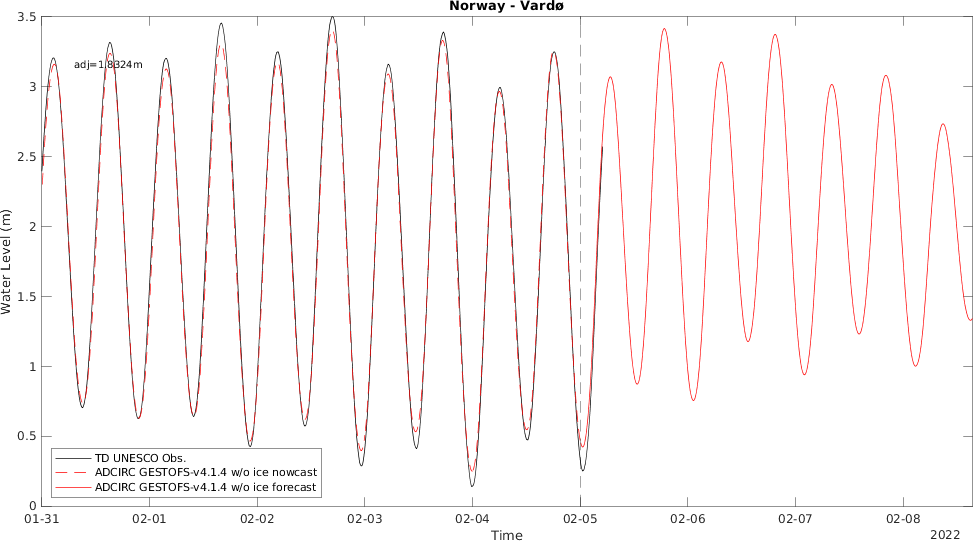 Norway - Vardø
3.5
3
2.5
2
1.5
1
0.5
0
Water Level (m)
adj=1.8324m
TD UNESCO Obs.
ADCIRC GESTOFS-v4.1.4 w/o ice nowcast
ADCIRC GESTOFS-v4.1.4 w/o ice forecast
01-31 02-01 02-02 02-03 02-04 02-05 02-06 02-07 02-08
Time
2022